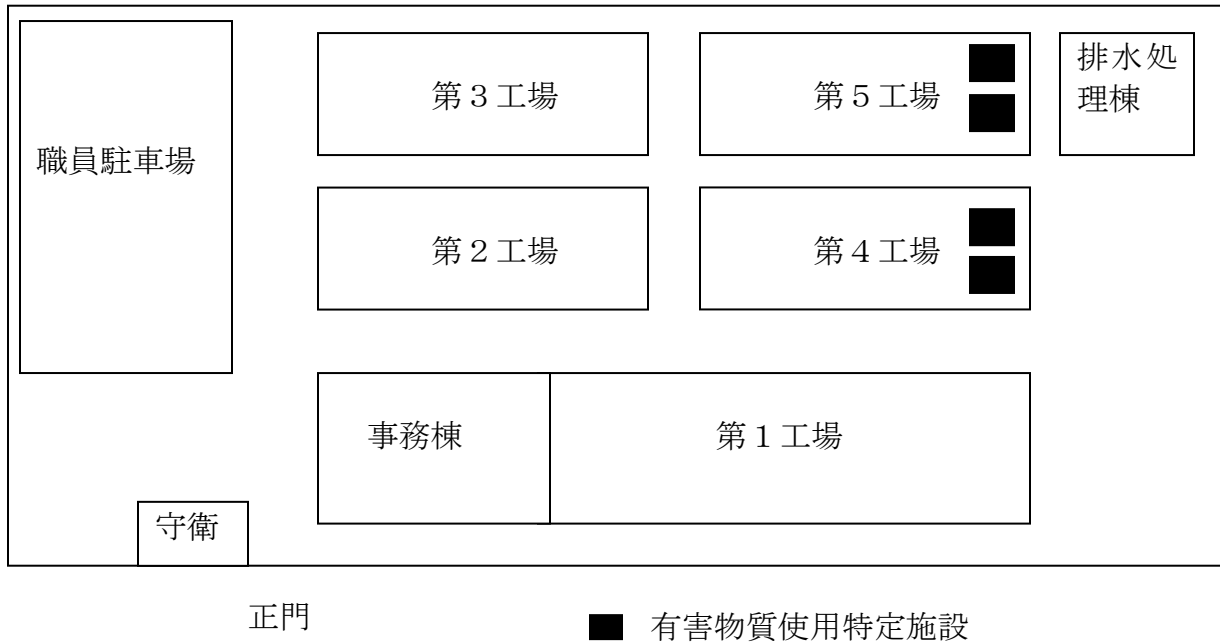 第３工場
第５工場
排水処
理棟
職員駐車場
第２工場
第４工場
事務棟
第１工場
守衛
正門
■ 有害物質使用特定施設